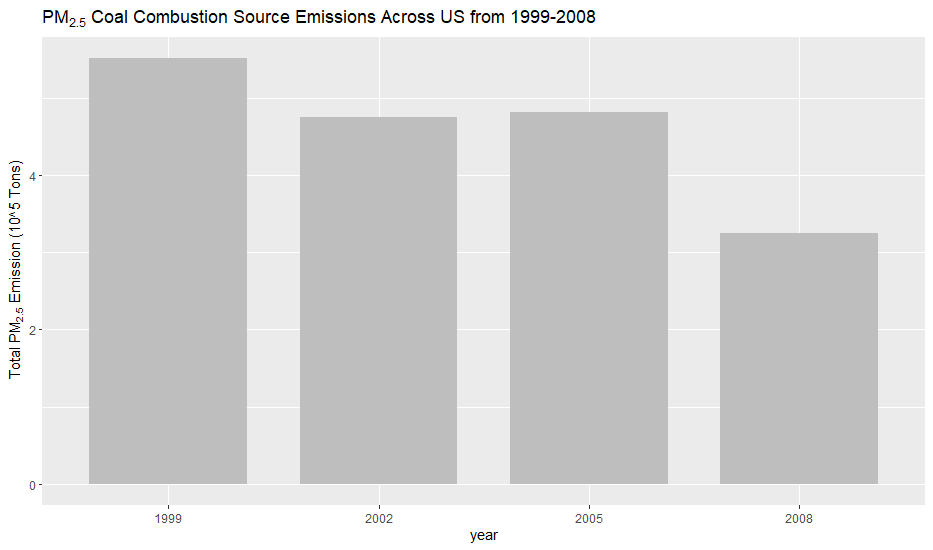 PM2.5 Coal Combustion Source Emissions Across US from 1999-2008
Total PM2.5 Emission (10^5 Tons)
4
2
0
1999 2002 2005 2008
year